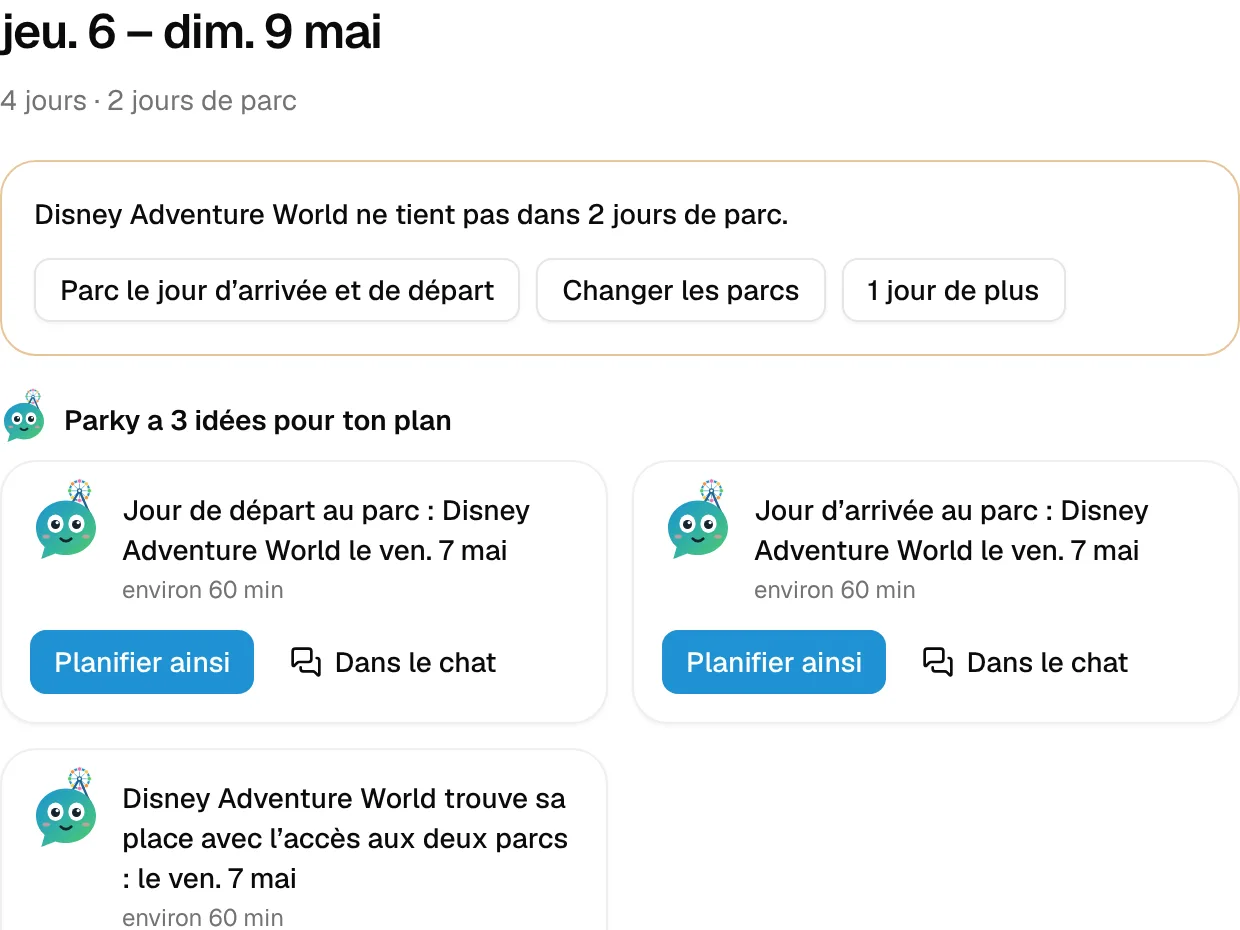 jeu. 6 – dim. 9 mai
4 jours · 2 jours de parc
Disney Adventure World ne tient pas dans 2 jours de parc.
Parc le jour d’arrivée et de départ
Changer les parcs
1 jour de plus
Parky a 3 idées pour ton plan
Jour de départ au parc : Disney
Adventure World le ven. 7 mai
environ 60 min
Planifier ainsi
Dans le chat
Jour d’arrivée au parc : Disney
Adventure World le ven. 7 mai
environ 60 min
Planifier ainsi
Dans le chat
Disney Adventure World trouve sa
place avec l’accès aux deux parcs
: le ven. 7 mai
environ 60 min